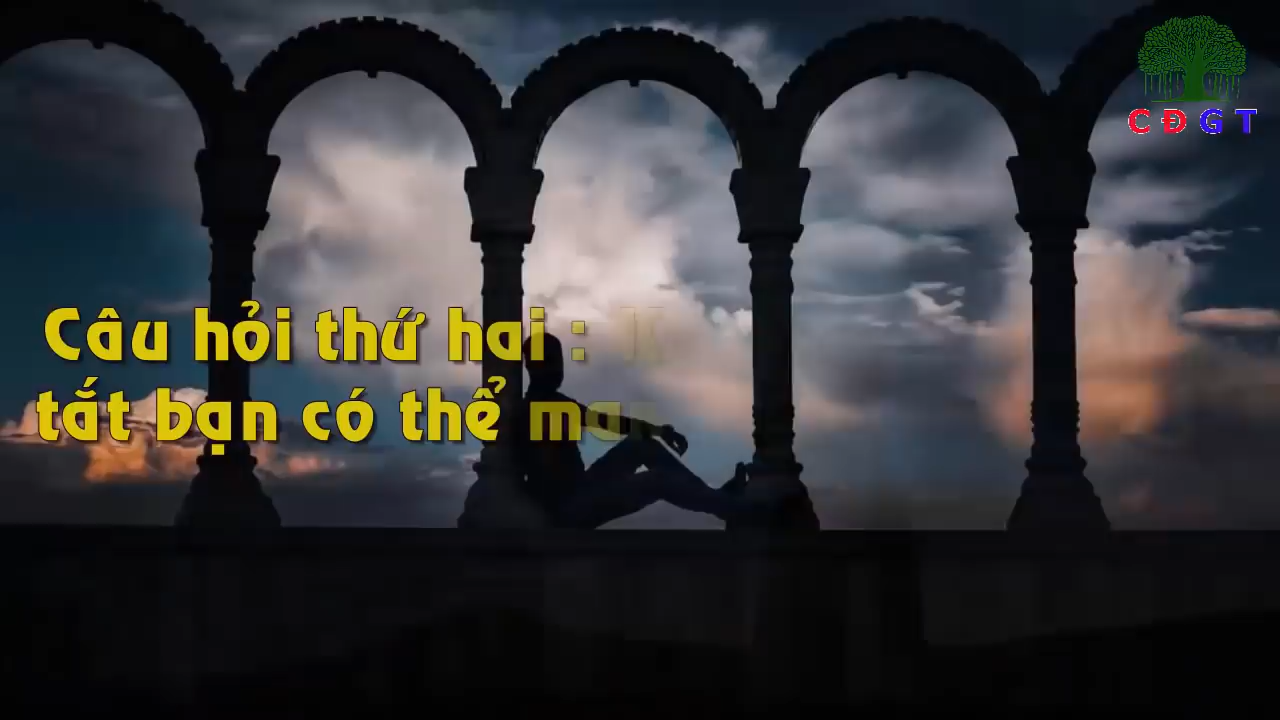 CĐGT
Câu hỏi thứ hai :
tắt bạn có thể